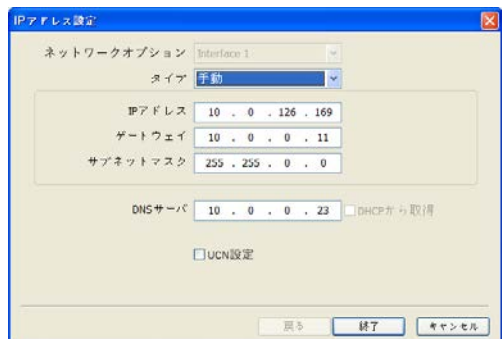 IPアドレス設定
ネットワークオプション Interface 1
タイプ 手動
IPアドレス 10 . 0 . 126 . 169
ゲートウェイ 10 . 0 . 0 . 11
サブネットマスク 255 . 255 . 0 . 0
DNSサーバ 10 . 0 . 0 . 23 DHCPから取得
UCN設定
戻る 終了 キャンセル